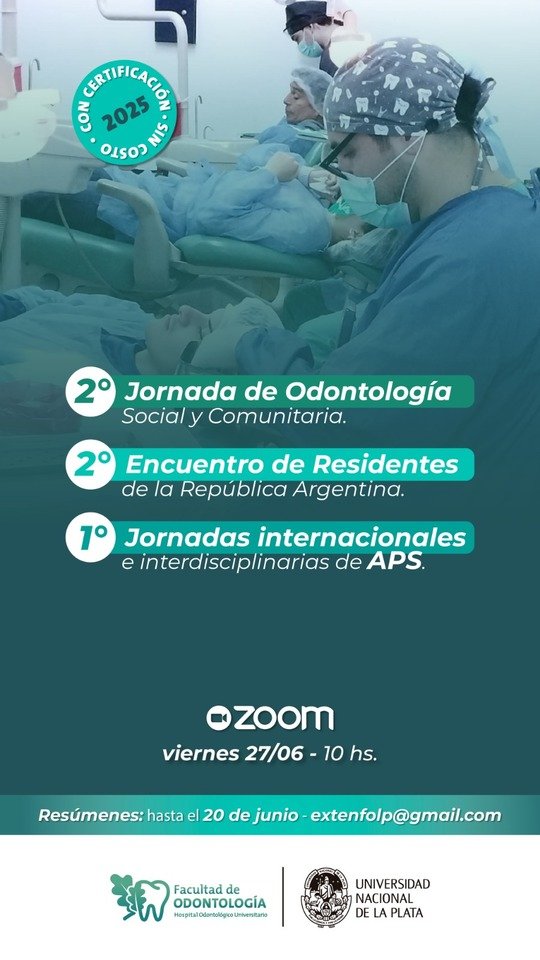 CON CERTIFICACIÓN · SIN COSTO ·
2025
2° Jornada de Odontología
Social y Comunitaria.
2° Encuentro de Residentes
de la República Argentina.
1° Jornadas internacionales
e interdisciplinarias de APS.
zoom
viernes 27/06 - 10 hs.
Resúmenes: hasta el 20 de junio - extenfolp@gmail.com
Facultad de
ODONTOLOGÍA
Hospital Odontológico Universitario
UNIVERSIDAD
NACIONAL
DE LA PLATA